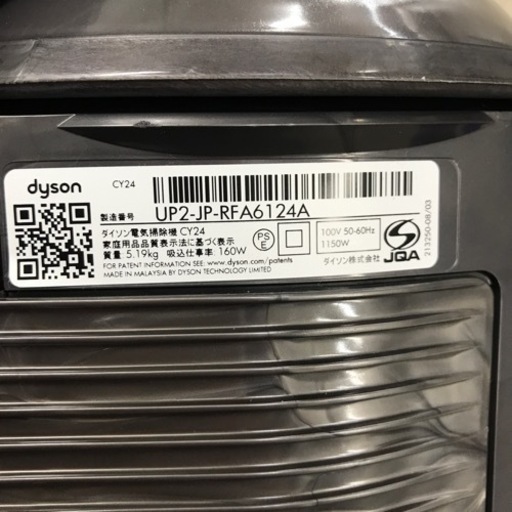 dyson
CY24
製造番号 UP2-JP-RFA6124A
ダイソン電気掃除機 CY24
家庭用品品質表示法に基づく表示
質量 5.19kg 吸込仕事率 160W
FOR PATENT INFORMATION SEE: www.dyson.com/patents
MADE IN MALAYSIA BY DYSON TECHNOLOGY LIMITED
PS
E
100V 50-60Hz
1150W
ダイソン株式会社
JQA
213250-08/03